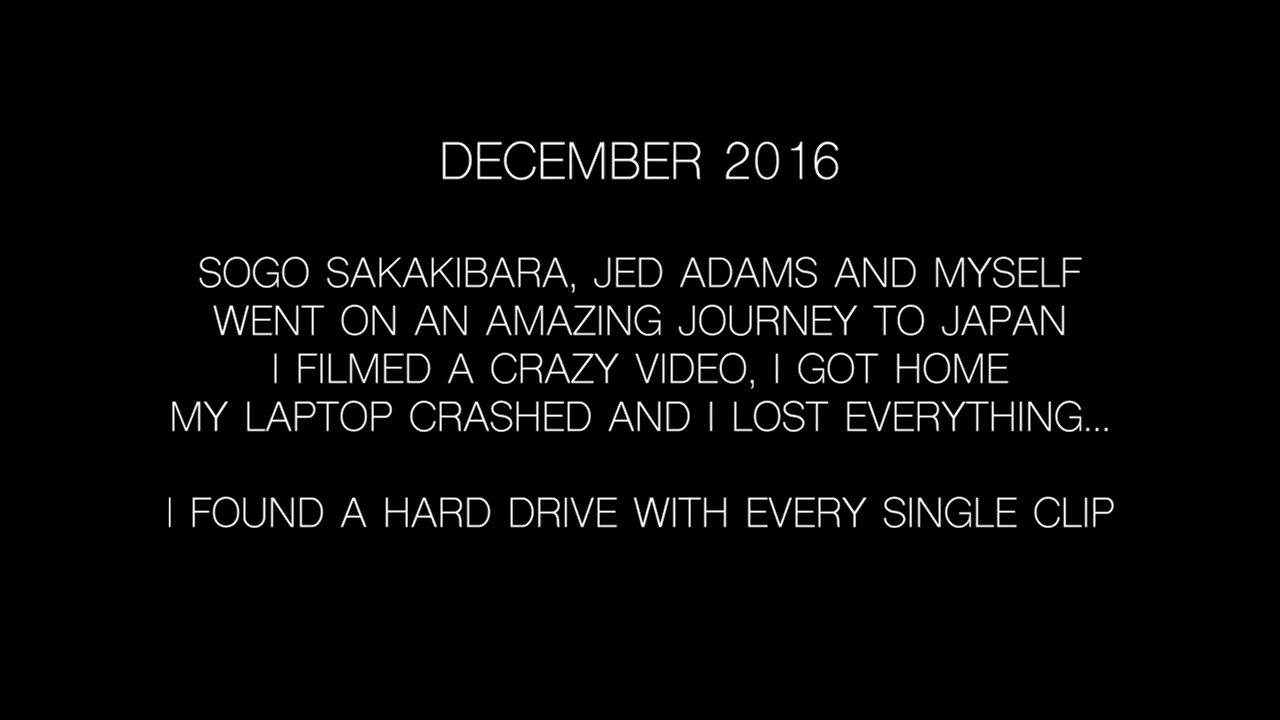 DECEMBER 2016
SOGO SAKAKIBARA, JED ADAMS AND MYSELF
WENT ON AN AMAZING JOURNEY TO JAPAN
I FILMED A CRAZY VIDEO, I GOT HOME
MY LAPTOP CRASHED AND I LOST EVERYTHING...
I FOUND A HARD DRIVE WITH EVERY SINGLE CLIP